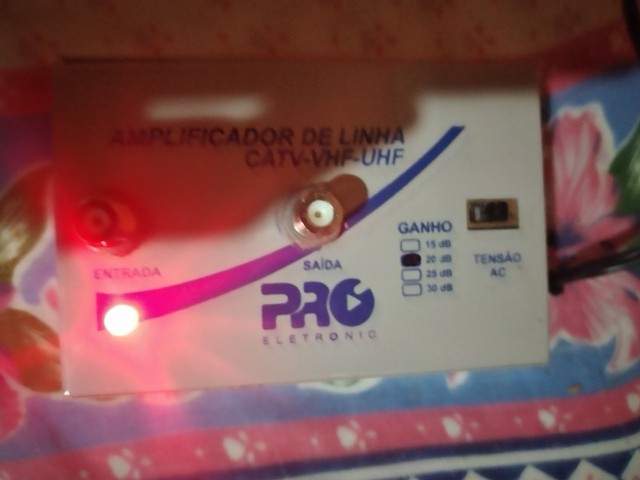 AMPLIFICADOR DE LINHA
CATV-VHF-UHF
GANHO
15 dB
20 dB
25 dB
30 dB
TENSÃO
AC
ENTRADA
SAÍDA
PRO
ELETRONIC